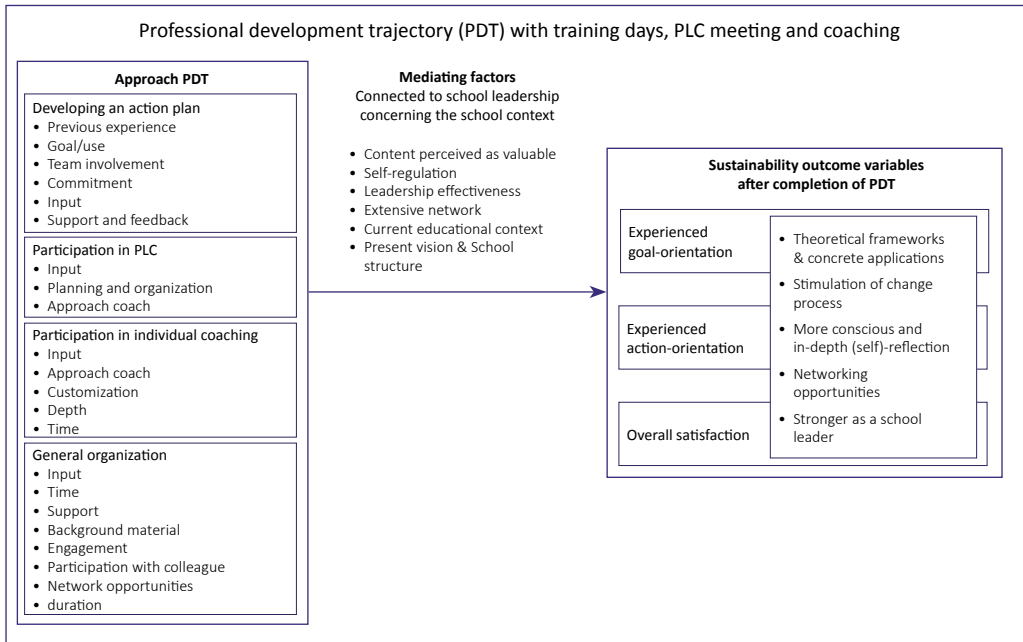 Professional development trajectory (PDT) with training days, PLC meeting and coaching
Approach PDT
Developing an action plan
• Previous experience
• Goal/use
• Team involvement
• Commitment
• Input
• Support and feedback
Participation in PLC
• Input
• Planning and organization
• Approach coach
Participation in individual coaching
• Input
• Approach coach
• Customization
• Depth
• Time
General organization
• Input
• Time
• Support
• Background material
• Engagement
• Participation with colleague
• Network opportunities
• duration
Mediating factors
Connected to school leadership
concerning the school context
• Content perceived as valuable
• Self-regulation
• Leadership effectiveness
• Extensive network
• Current educational context
• Present vision & School
structure
Sustainability outcome variables
after completion of PDT
Experienced
goal-orientation
Experienced
action-orientation
Overall satisfaction
• Theoretical frameworks
& concrete applications
• Stimulation of change
process
• More conscious and
in-depth (self)-reflection
• Networking
opportunities
• Stronger as a school
leader